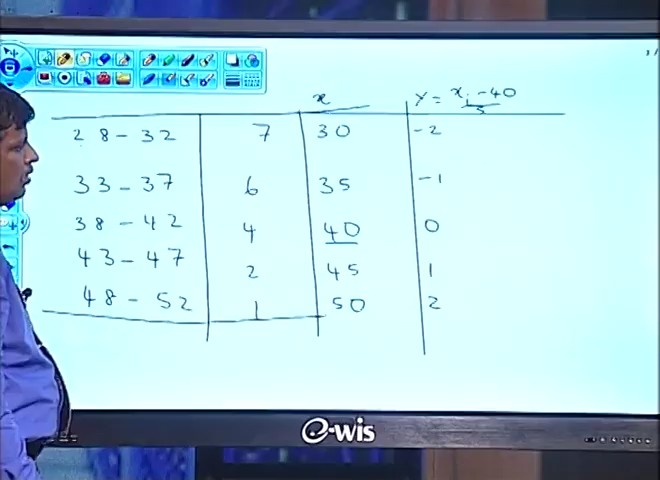 x Y = xi - 40 / 5
28 - 32 7 30 -2
33 - 37 6 35 -1
38 - 42 4 40 0
43 - 47 2 45 1
48 - 52 1 50 2
e-wis